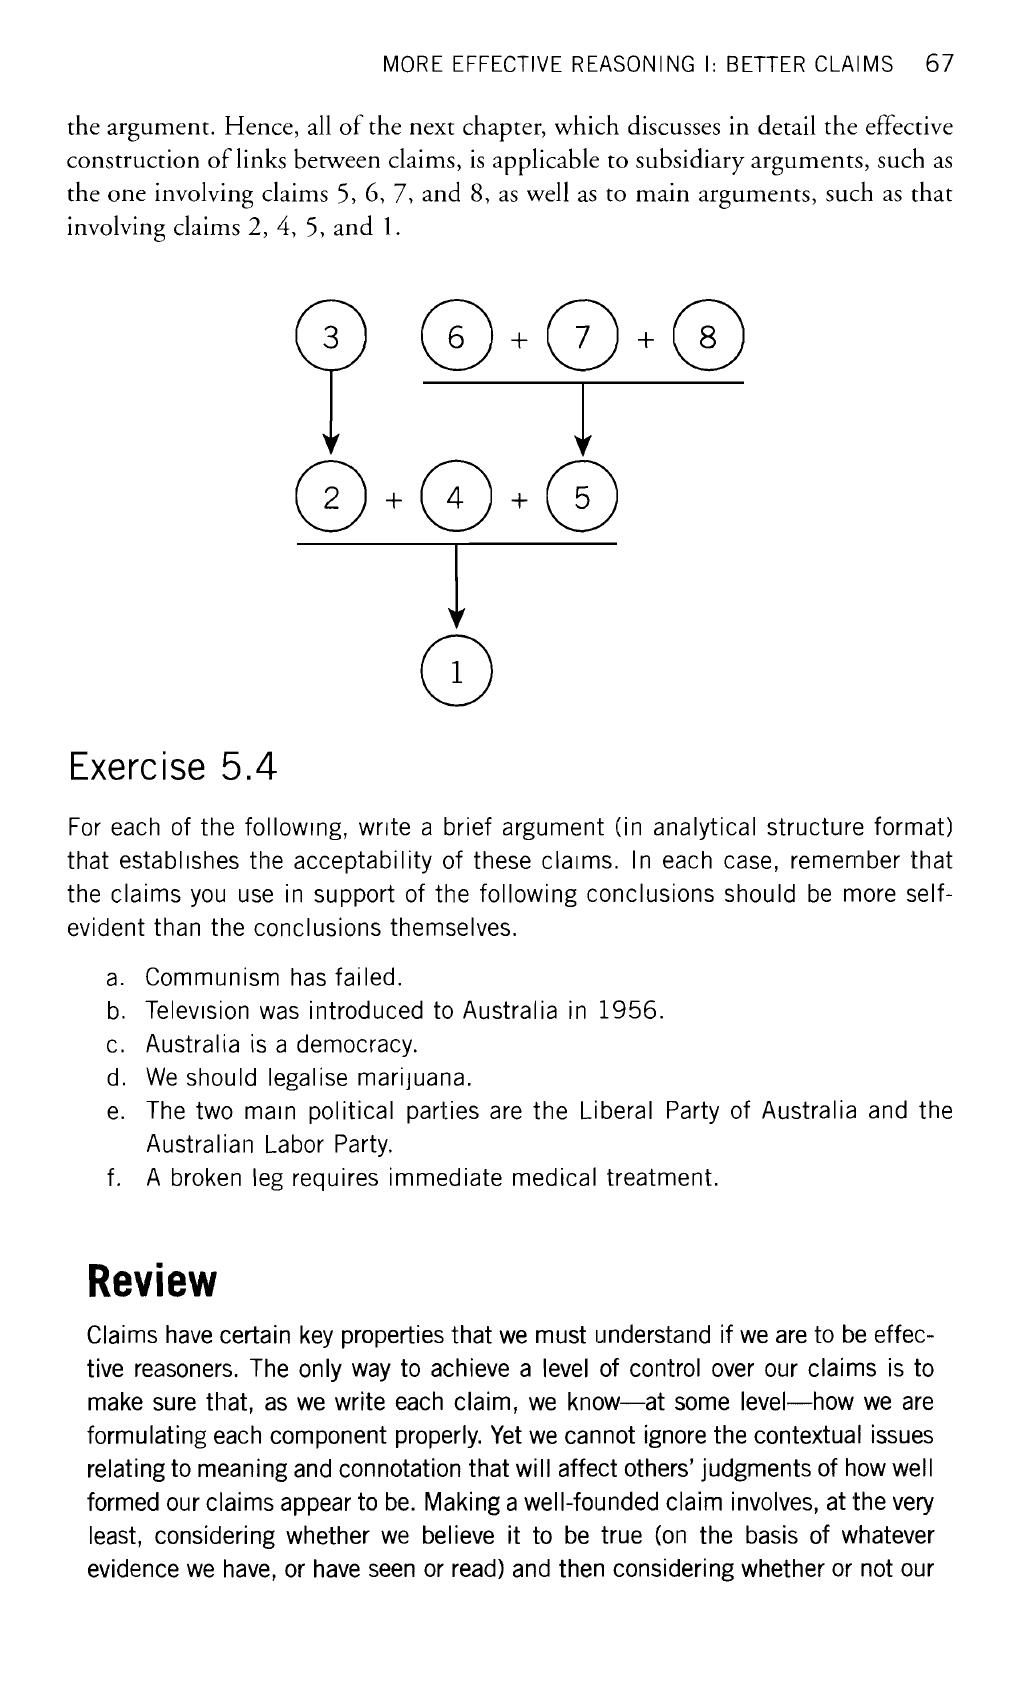 MORE EFFECTIVE REASONING I: BETTER CLAIMS 67
the argument. Hence, all of the next chapter, which discusses in detail the effective
construction of links between claims, is applicable to subsidiary arguments, such as
the one involving claims 5, 6, 7, and 8, as well as to main arguments, such as that
involving claims 2, 4, 5, and 1.
3 6 + 7 + 8
2 + 4 + 5
1
Exercise 5.4
For each of the following, write a brief argument (in analytical structure format)
that establishes the acceptability of these claims. In each case, remember that
the claims you use in support of the following conclusions should be more self-
evident than the conclusions themselves.
a. Communism has failed.
b. Television was introduced to Australia in 1956.
c. Australia is a democracy.
d. We should legalise marijuana.
e. The two main political parties are the Liberal Party of Australia and the
Australian Labor Party.
f. A broken leg requires immediate medical treatment.
Review
Claims have certain key properties that we must understand if we are to be effec-
tive reasoners. The only way to achieve a level of control over our claims is to
make sure that, as we write each claim, we know—at some level—how we are
formulating each component properly. Yet we cannot ignore the contextual issues
relating to meaning and connotation that will affect others' judgments of how well
formed our claims appear to be. Making a well-founded claim involves, at the very
least, considering whether we believe it to be true (on the basis of whatever
evidence we have, or have seen or read) and then considering whether or not our